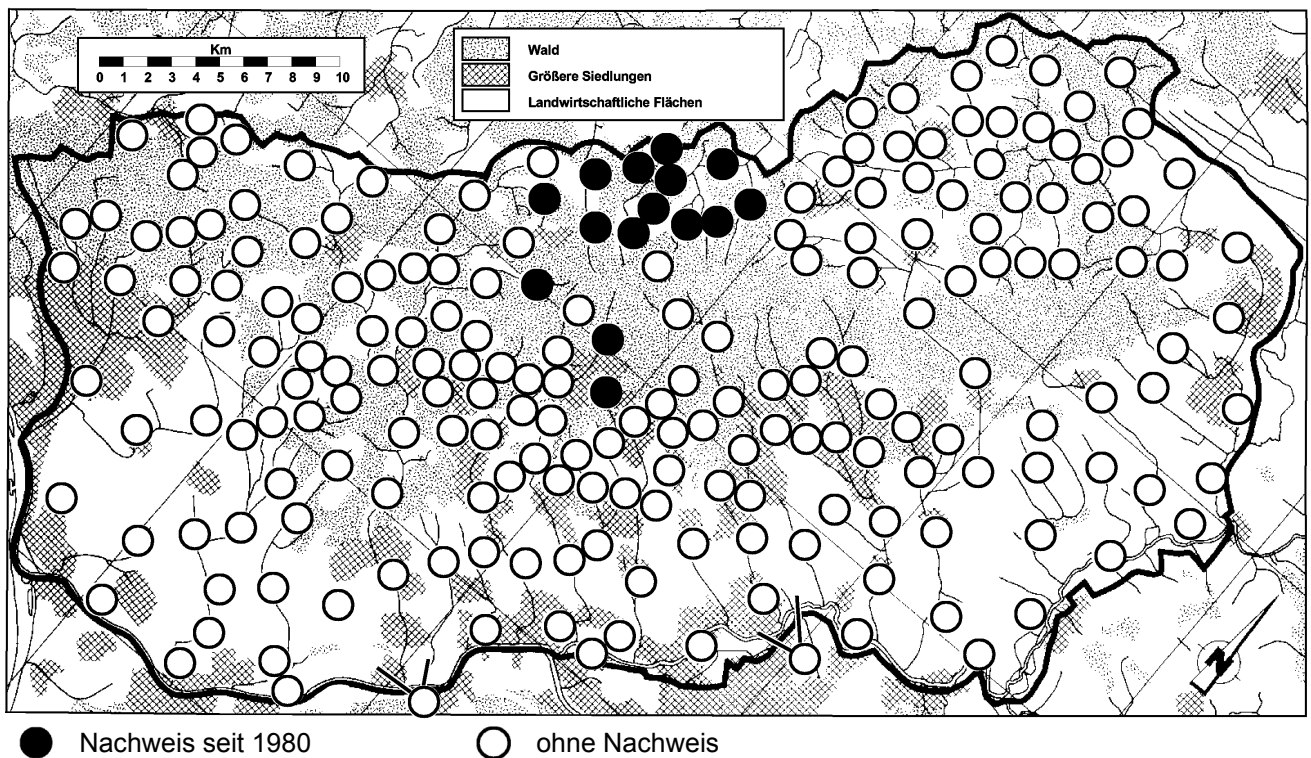 Km
0 1 2 3 4 5 6 7 8 9 10
Wald
Größere Siedlungen
Landwirtschaftliche Flächen
N
Nachweis seit 1980
ohne Nachweis